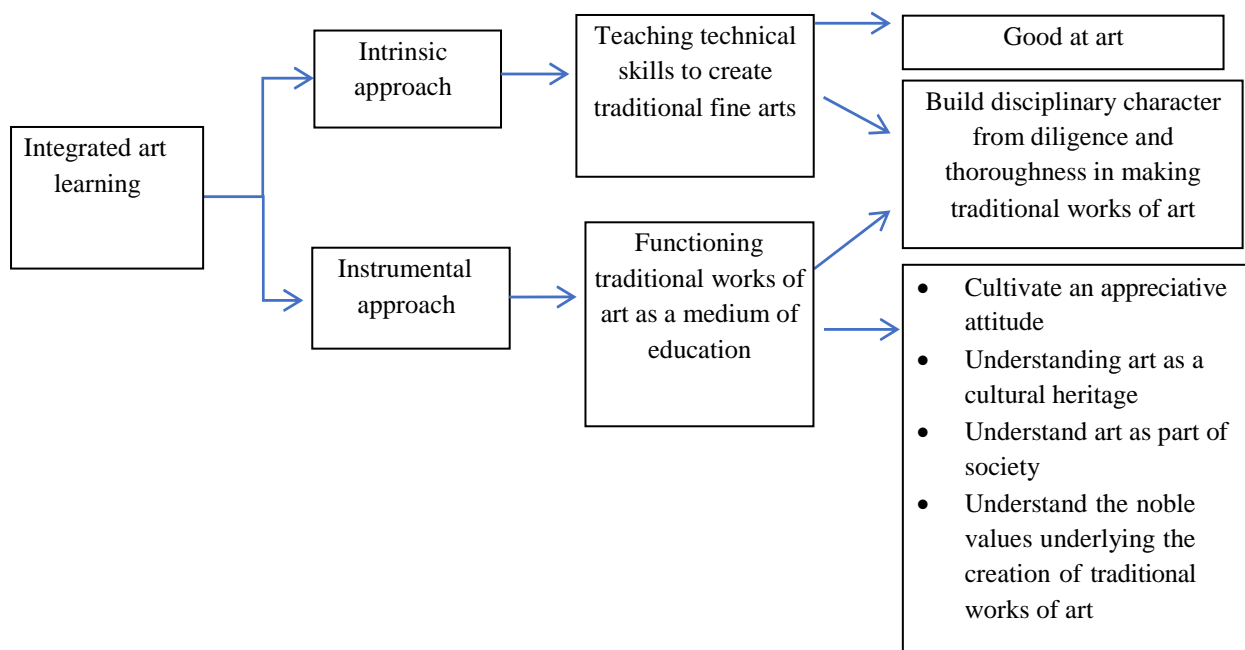 Integrated art
learning
Intrinsic
approach
Teaching technical
skills to create
traditional fine arts
Good at art
Build disciplinary character
from diligence and
thoroughness in making
traditional works of art
Instrumental
approach
Functioning
traditional works of
art as a medium of
education
• Cultivate an appreciative
attitude
• Understanding art as a
cultural heritage
• Understand art as part of
society
• Understand the noble
values underlying the
creation of traditional
works of art